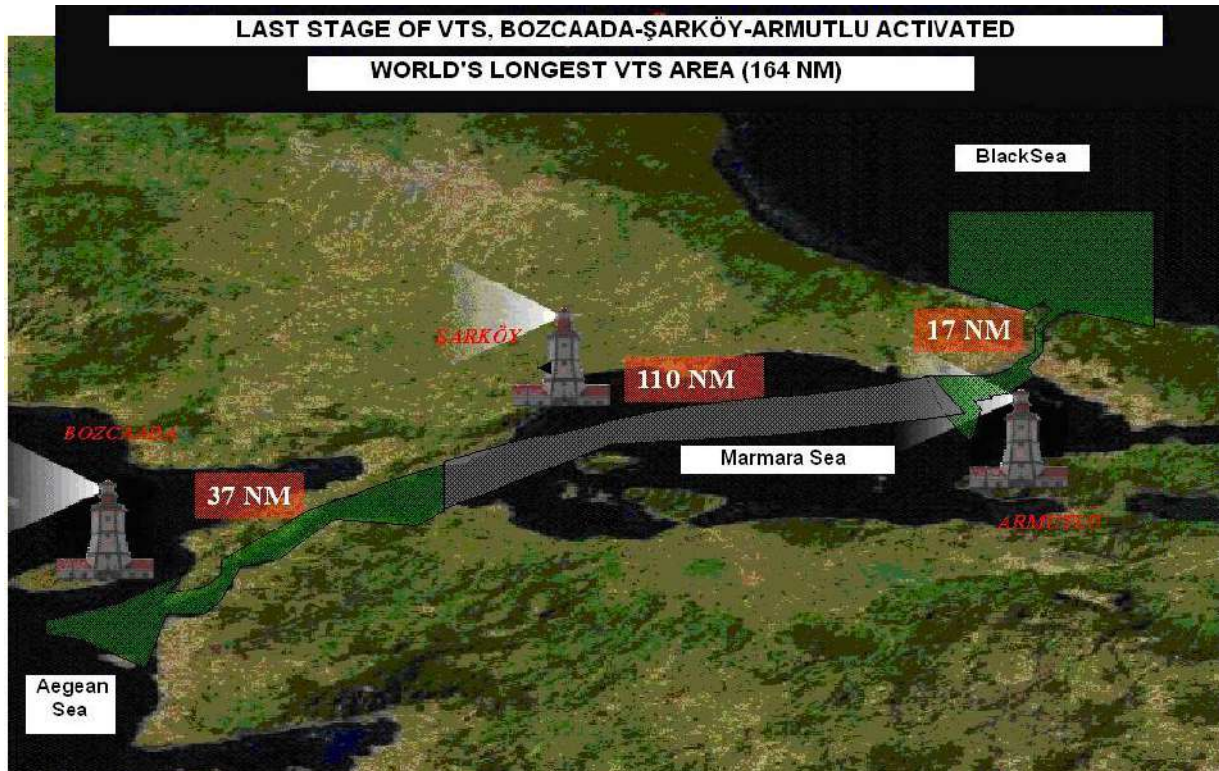 LAST STAGE OF VTS, BOZCAADA-ŞARKÖY-ARMUTLU ACTIVATED
WORLD'S LONGEST VTS AREA (164 NM)
BlackSea
17 NM
ŞARKÖY
110 NM
BOZCAADA
Marmara Sea
37 NM
ARMUTLU
Aegean
Sea